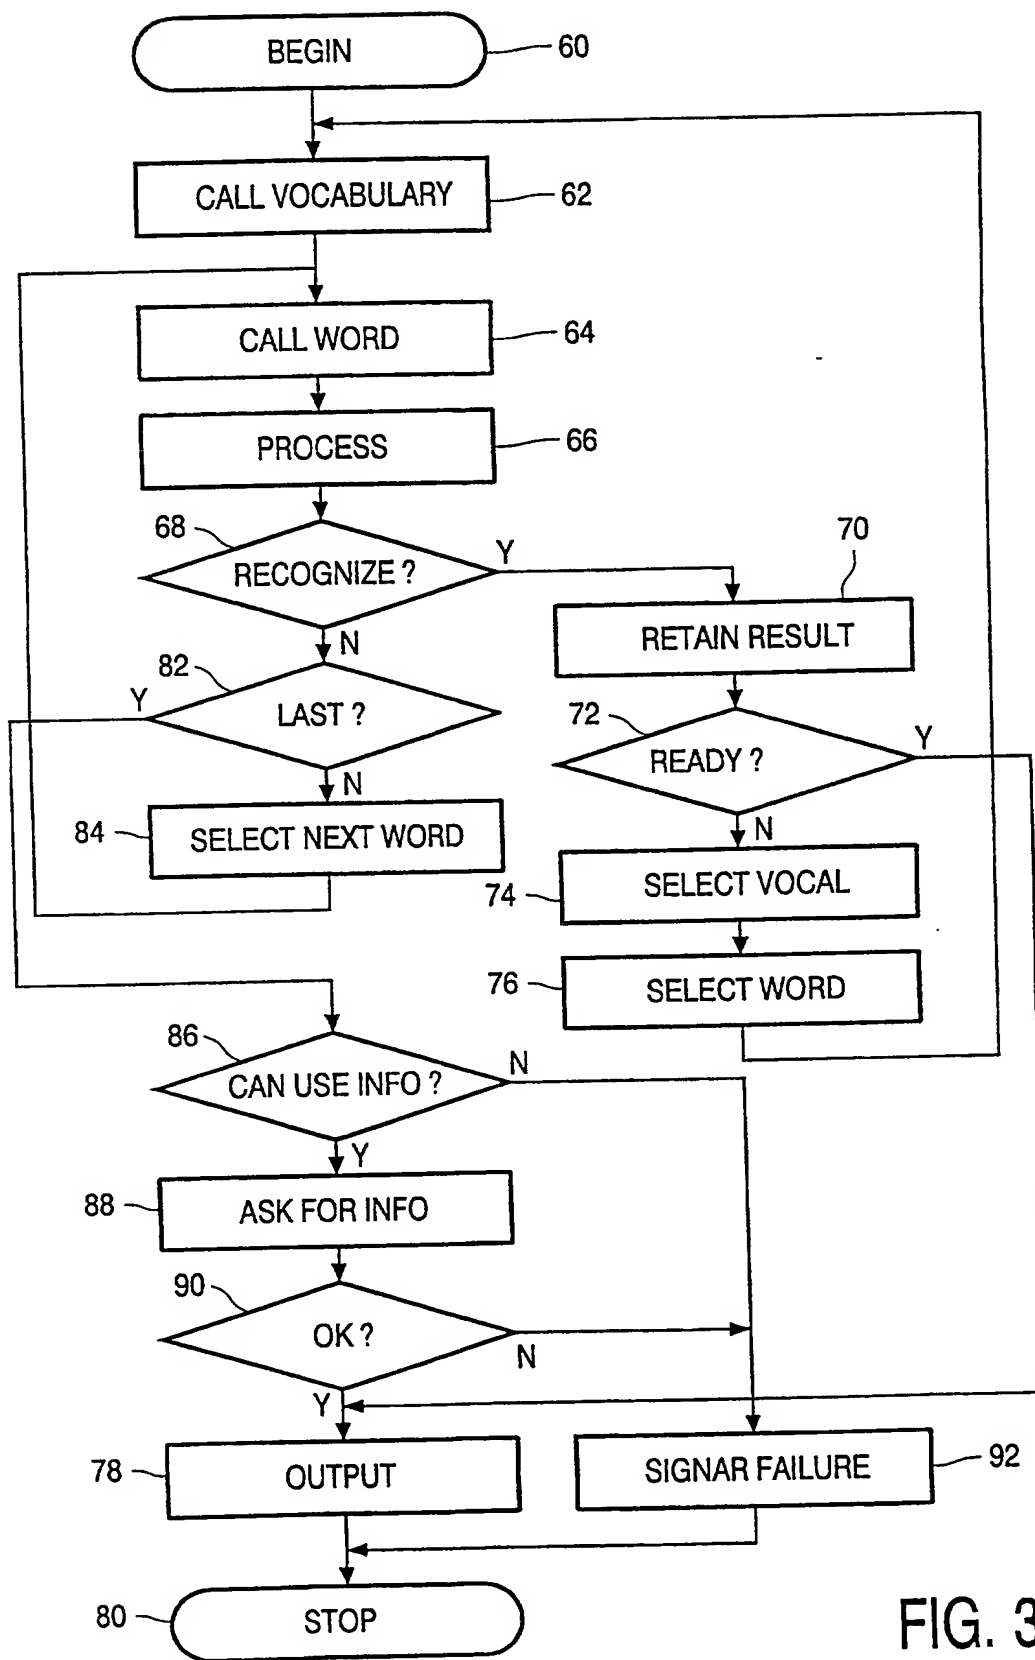 BEGIN
60
CALL VOCABULARY
62
CALL WORD
64
PROCESS
66
68
RECOGNIZE ?
Y
N
70
RETAIN RESULT
82
Y
LAST ?
N
72
READY ?
Y
N
84
SELECT NEXT WORD
74
SELECT VOCAL
76
SELECT WORD
86
CAN USE INFO ?
N
Y
88
ASK FOR INFO
90
OK ?
N
Y
78
OUTPUT
SIGNAR FAILURE
92
80
STOP
FIG. 3